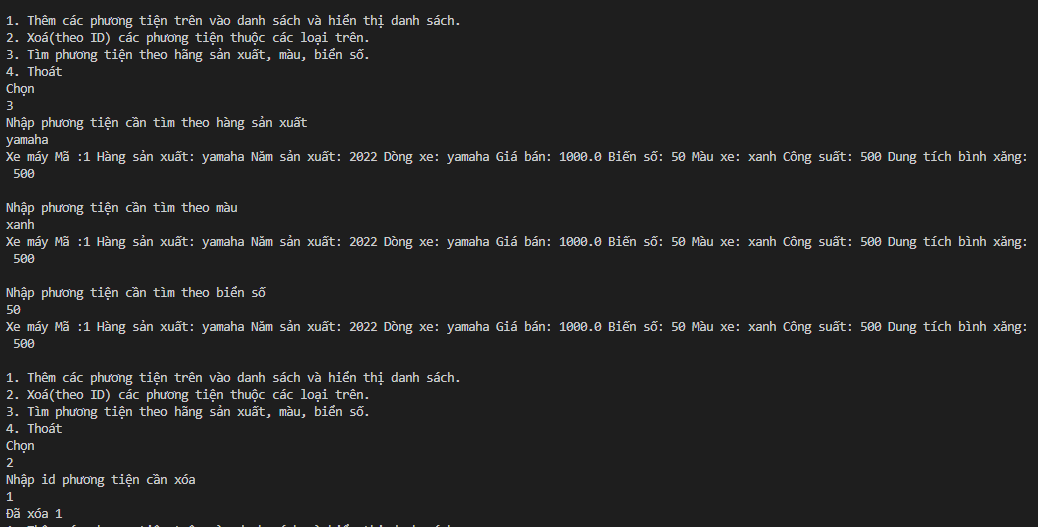 1. Thêm các phương tiện trên vào danh sách và hiển thị danh sách.
2. Xoá(theo ID) các phương tiện thuộc các loại trên.
3. Tìm phương tiện theo hãng sản xuất, màu, biển số.
4. Thoát
Chọn
3
Nhập phương tiện cần tìm theo hàng sản xuất
yamaha
Xe máy Mã :1 Hàng sản xuất: yamaha Năm sản xuất: 2022 Dòng xe: yamaha Giá bán: 1000.0 Biến số: 50 Màu xe: xanh Công suất: 500 Dung tích bình xăng:
500
Nhập phương tiện cần tìm theo màu
xanh
Xe máy Mã :1 Hàng sản xuất: yamaha Năm sản xuất: 2022 Dòng xe: yamaha Giá bán: 1000.0 Biến số: 50 Màu xe: xanh Công suất: 500 Dung tích bình xăng:
500
Nhập phương tiện cần tìm theo biển số
50
Xe máy Mã :1 Hàng sản xuất: yamaha Năm sản xuất: 2022 Dòng xe: yamaha Giá bán: 1000.0 Biến số: 50 Màu xe: xanh Công suất: 500 Dung tích bình xăng:
500
1. Thêm các phương tiện trên vào danh sách và hiển thị danh sách.
2. Xoá(theo ID) các phương tiện thuộc các loại trên.
3. Tìm phương tiện theo hãng sản xuất, màu, biển số.
4. Thoát
Chọn
2
Nhập id phương tiện cần xóa
1
Đã xóa 1